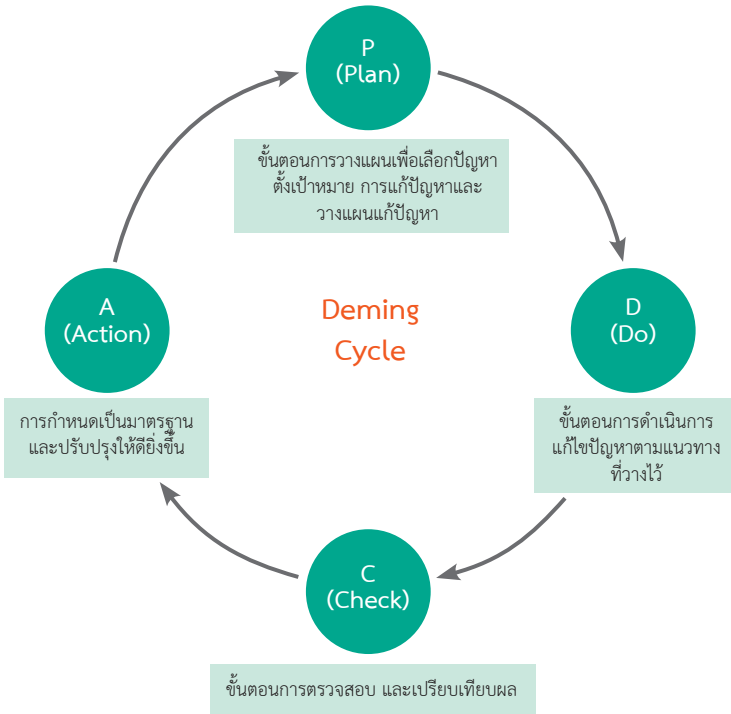 P
(Plan)
ขั้นตอนการวางแผนเพื่อเลือกปัญหา
ตั้งเป้าหมาย การแก้ปัญหาและ
วางแผนแก้ปัญหา
Deming
Cycle
D
(Do)
ขั้นตอนการดำเนินการ
แก้ไขปัญหาตามแนวทาง
ที่วางไว้
C
(Check)
ขั้นตอนการตรวจสอบ และเปรียบเทียบผล
A
(Action)
การกำหนดเป็นมาตรฐาน
และปรับปรุงให้ดียิ่งขึ้น